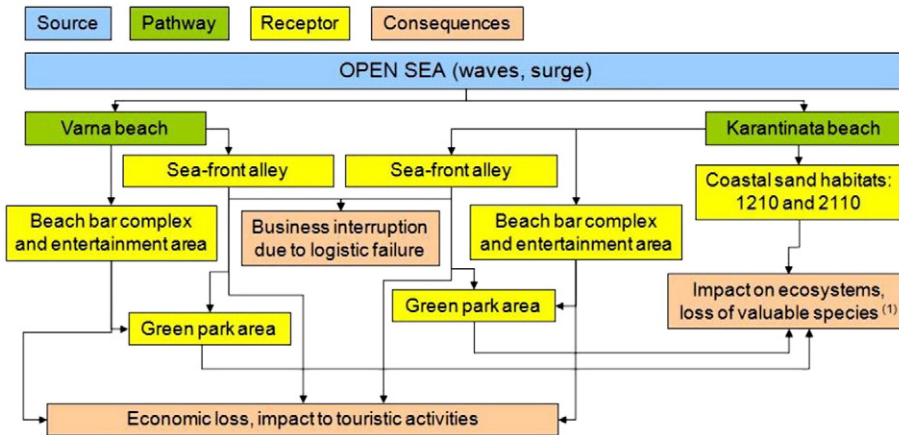 Source
Pathway
Receptor
Consequences
OPEN SEA (waves, surge)
Varna beach
Karantinata beach
Sea-front alley
Sea-front alley
Coastal sand habitats:
1210 and 2110
Beach bar complex
and entertainment area
Business interruption
due to logistic failure
Beach bar complex
and entertainment area
Impact on ecosystems,
loss of valuable species (1)
Green park area
Green park area
Economic loss, impact to touristic activities